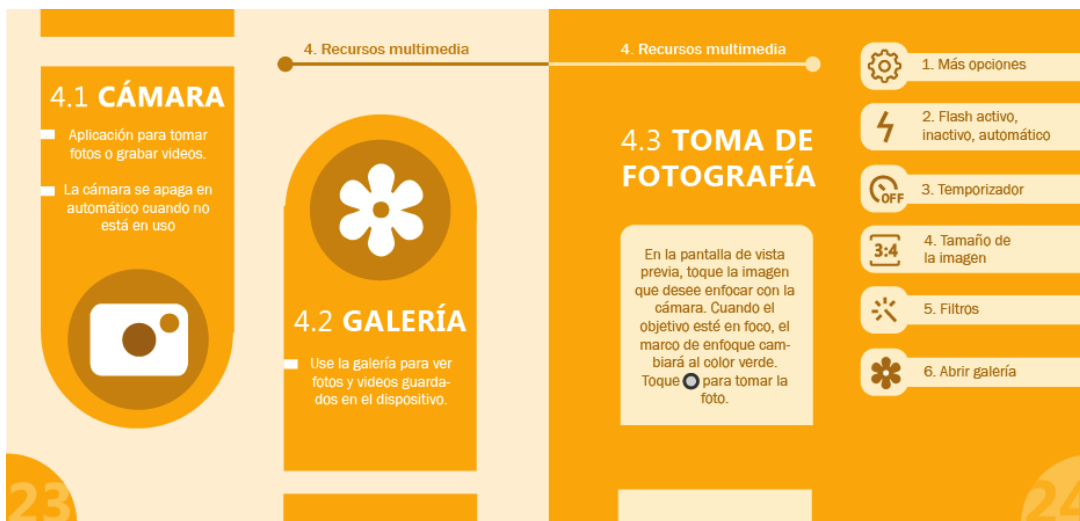 4.1 CÁMARA
Aplicación para tomar
fotos o grabar videos.
La cámara se apaga en
automático cuando no
está en uso
23
4. Recursos multimedia
4.2 GALERÍA
Use la galería para ver
fotos y videos guarda-
dos en el dispositivo.
4. Recursos multimedia
4.3 TOMA DE
FOTOGRAFÍA
En la pantalla de vista
previa, toque la imagen
que desee enfocar con la
cámara. Cuando el
objetivo esté en foco, el
marco de enfoque cam-
biará al color verde.
Toque para tomar la
foto.
1. Más opciones
2. Flash activo,
inactivo, automático
OFF
3. Temporizador
3:4
4. Tamaño de
la imagen
5. Filtros
6. Abrir galería
24